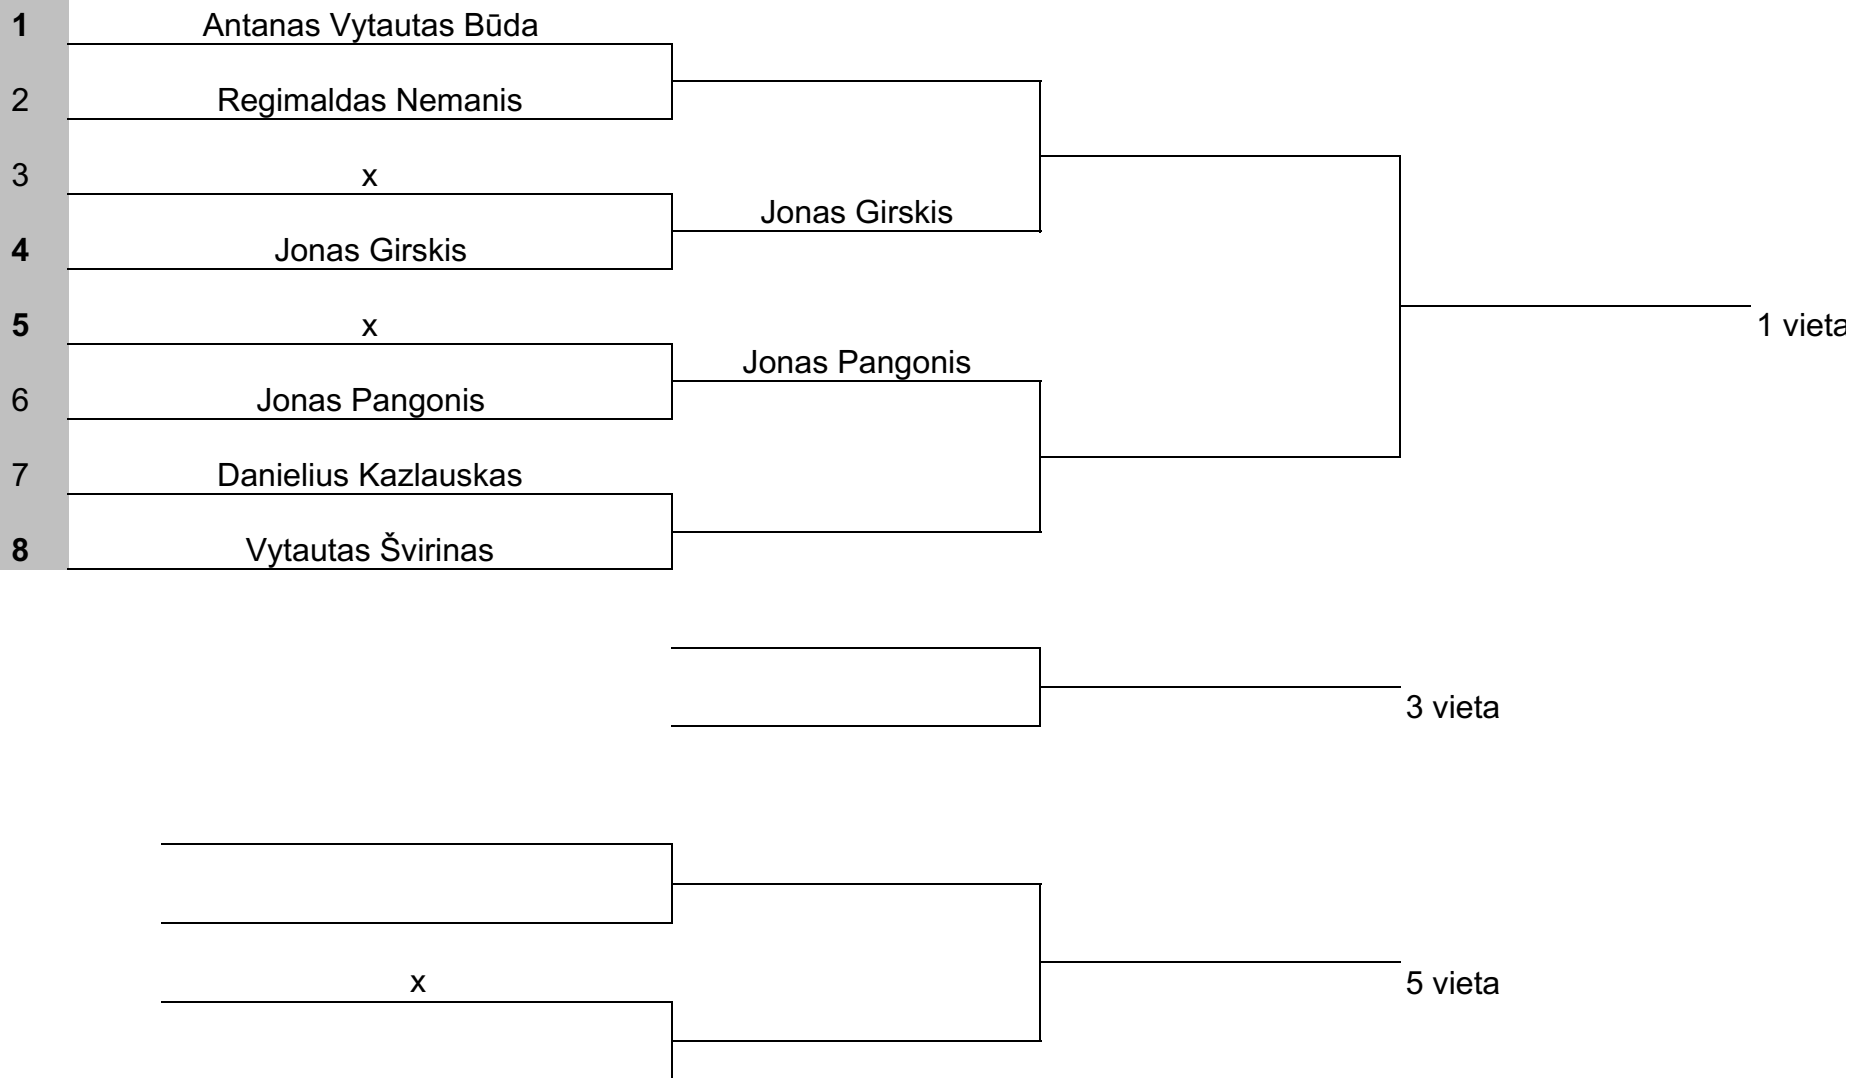 1 Antanas Vytautas Būda
2 Regimaldas Nemanis
3 x
Jonas Girskis
4 Jonas Girskis
5 x
1 vieta
Jonas Pangonis
6 Jonas Pangonis
7 Danielius Kazlauskas
8 Vytautas Švirinas
3 vieta
x
5 vieta